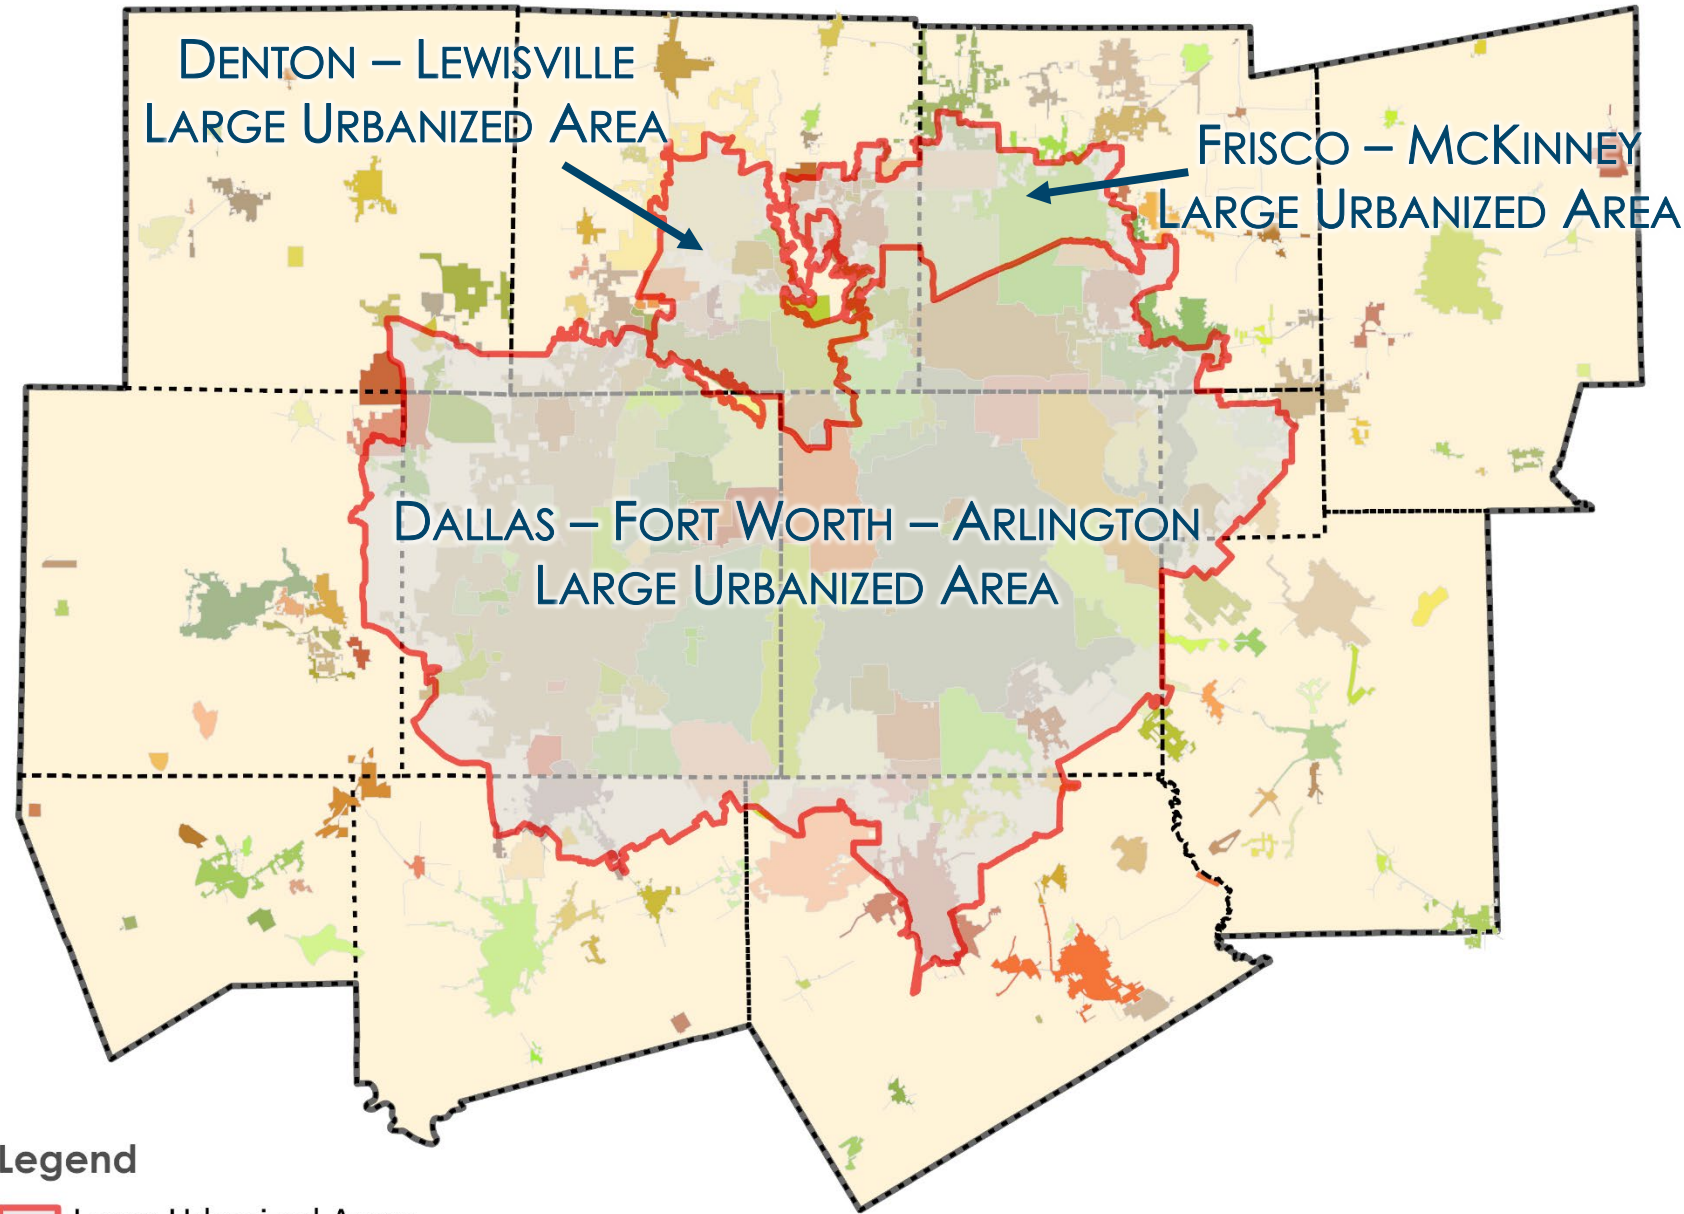 DENTON – LEWISVILLE
LARGE URBANIZED AREA
FRISCO – MCKINNEY
LARGE URBANIZED AREA
DALLAS – FORT WORTH – ARLINGTON
LARGE URBANIZED AREA
Legend